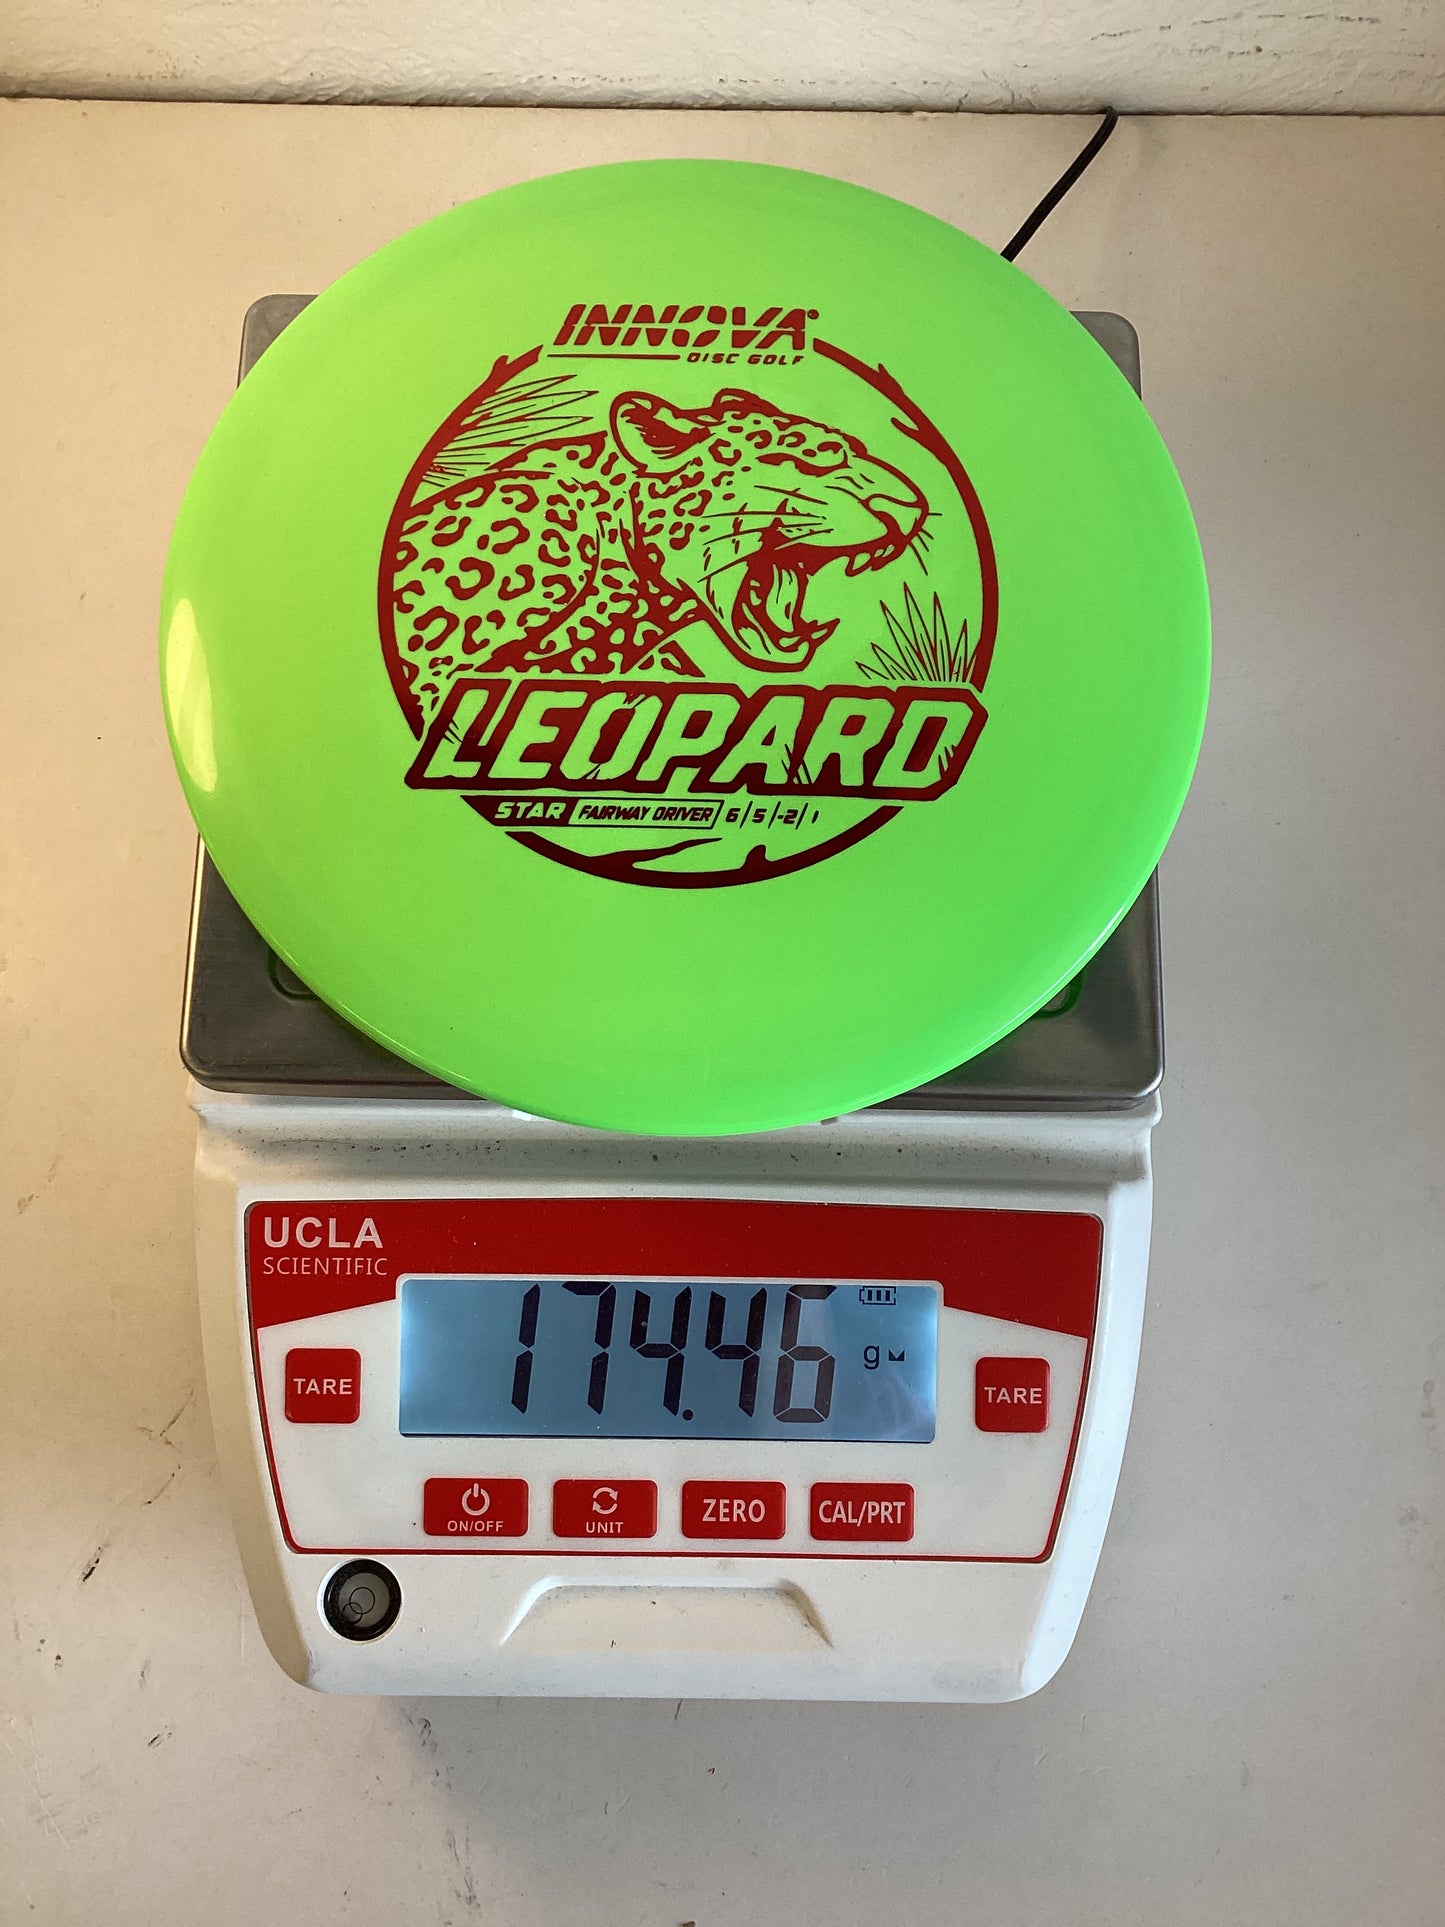 INNOVA®
DISC GOLF
LEOPARD
STAR FAIRWAY DRIVER 6/5/-2/1
UCLA
SCIENTIFIC
174.46 g
TARE
TARE
ON/OFF
UNIT
ZERO
CAL/PRT